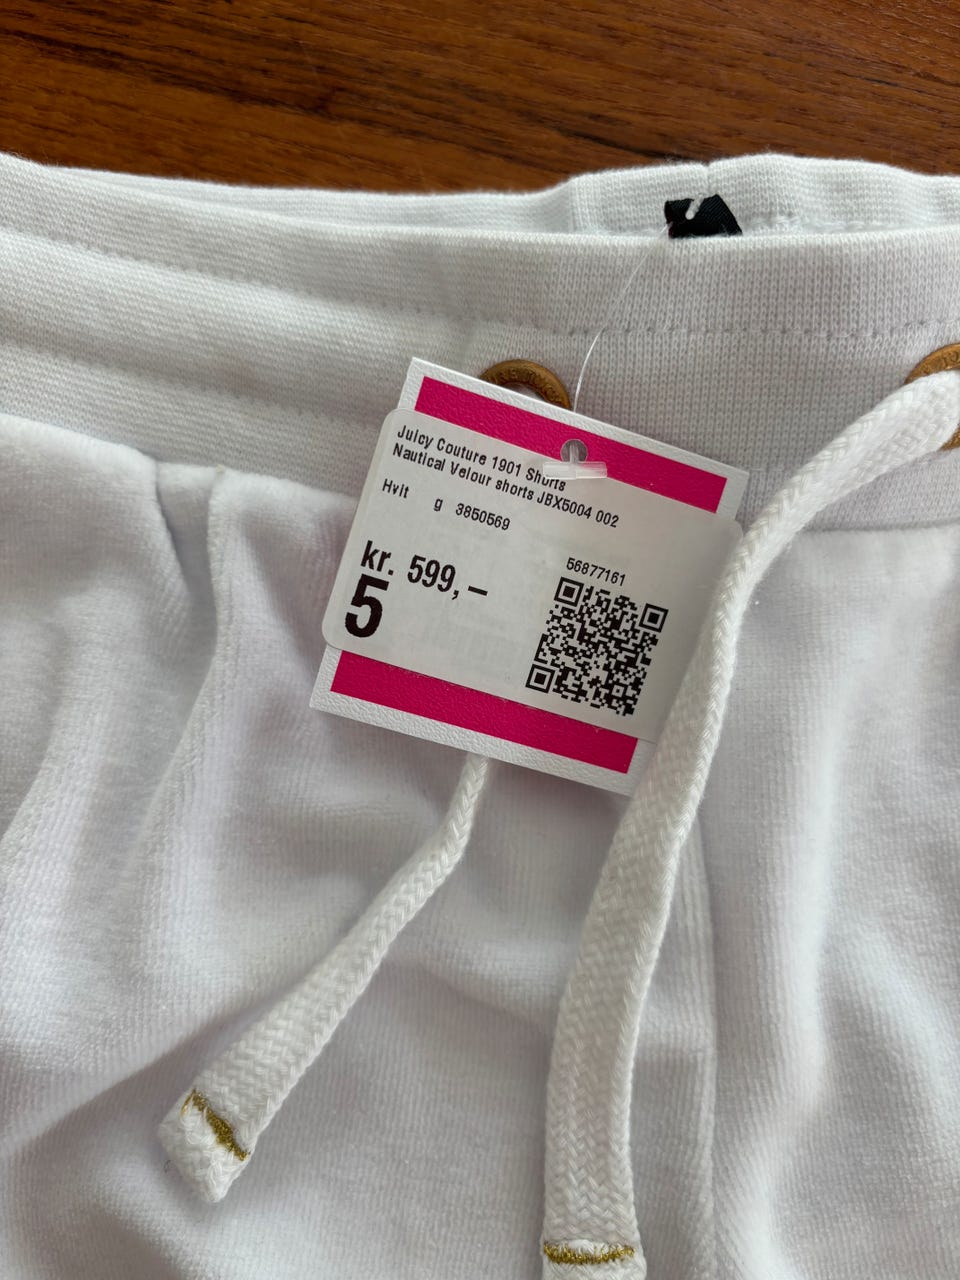 Juicy Couture 1901 Shorts
Nautical Velour shorts JBX5004 002
Hvit g 3850569
kr. 599,–
5
56877161